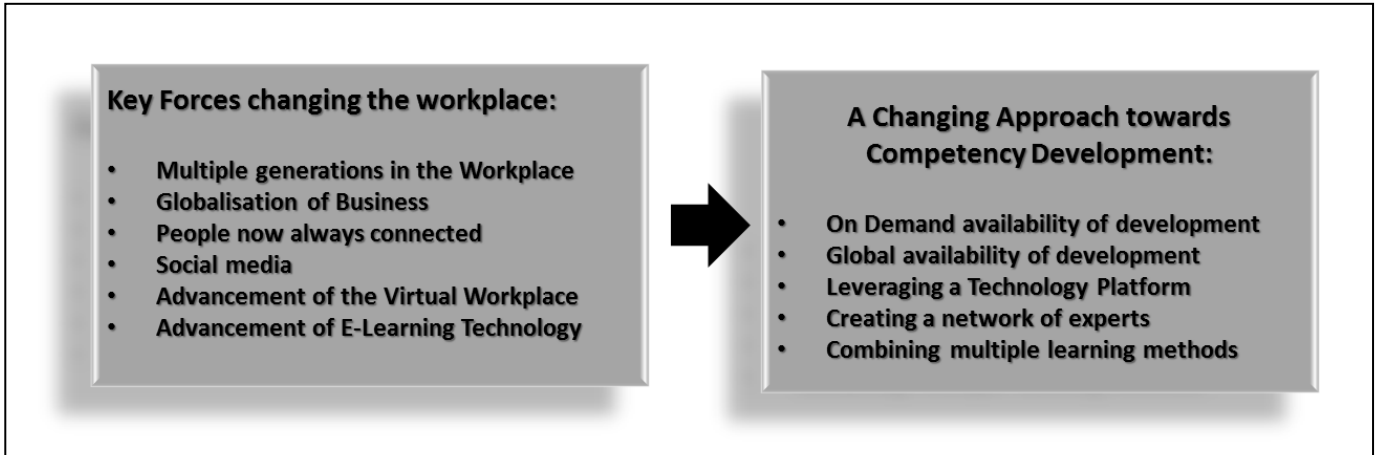 Key Forces changing the workplace:
• Multiple generations in the Workplace
• Globalisation of Business
• People now always connected
• Social media
• Advancement of the Virtual Workplace
• Advancement of E-Learning Technology
A Changing Approach towards
Competency Development:
• On Demand availability of development
• Global availability of development
• Leveraging a Technology Platform
• Creating a network of experts
• Combining multiple learning methods